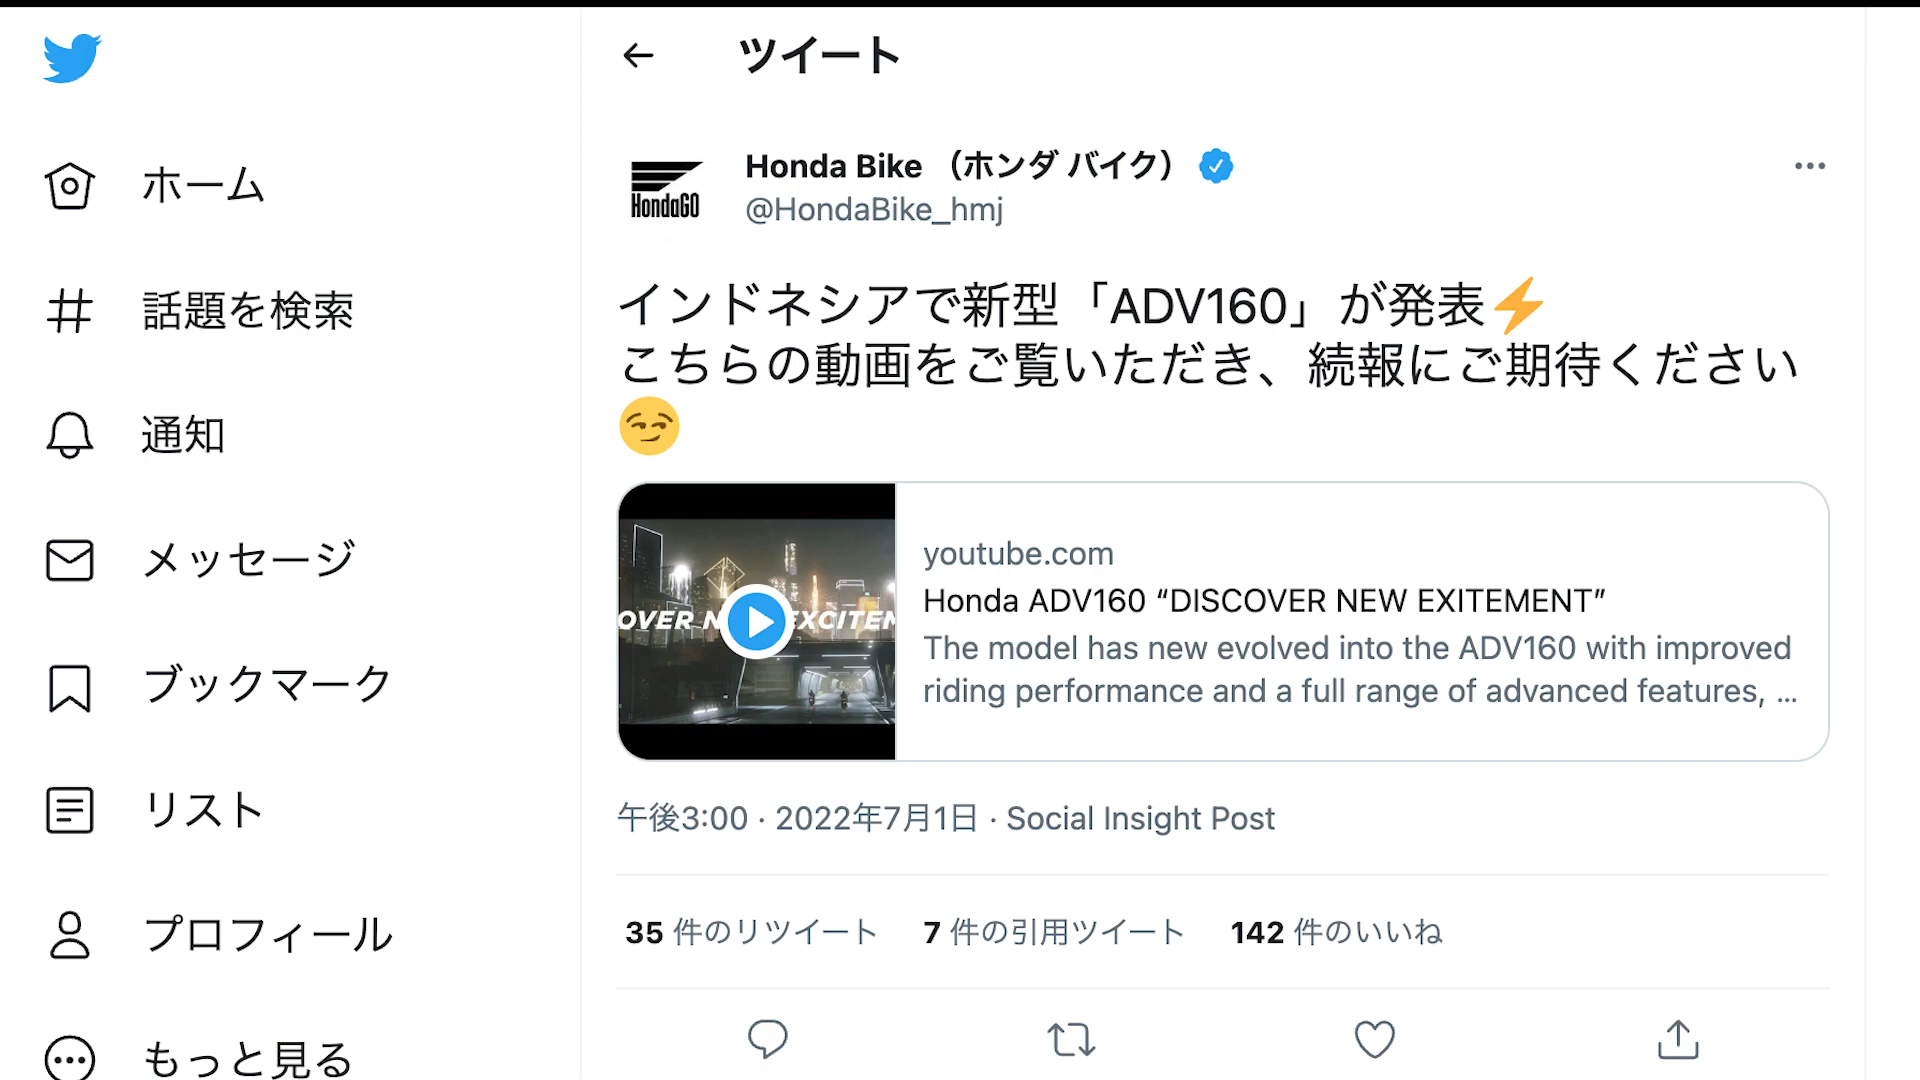 ツイート
ホーム
話題を検索
通知
メッセージ
ブックマーク
リスト
プロフィール
もっと見る
HondaGO
Honda Bike （ホンダ バイク）
@HondaBike_hmj
インドネシアで新型「ADV160」が発表⚡
こちらの動画をご覧いただき、続報にご期待ください
😏
OVER N EXCITEM
youtube.com
Honda ADV160 “DISCOVER NEW EXITEMENT”
The model has new evolved into the ADV160 with improved
riding performance and a full range of advanced features, ...
午後3:00 · 2022年7月1日 · Social Insight Post
35 件のリツイート 7 件の引用ツイート 142 件のいいね